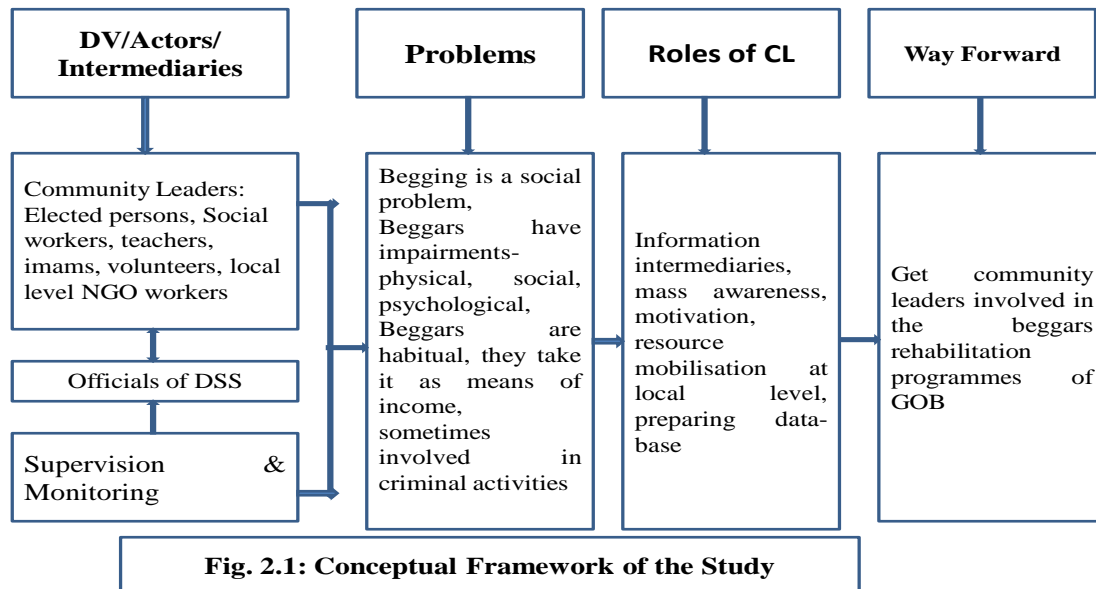 DV/Actors/
Intermediaries
Problems
Roles of CL
Way Forward
Community Leaders:
Elected persons, Social
workers, teachers,
imams, volunteers, local
level NGO workers
Officials of DSS
Supervision &
Monitoring
Begging is a social
problem,
Beggars have
impairments-
physical, social,
psychological,
Beggars are
habitual, they take
it as means of
income,
sometimes
involved in
criminal activities
Information
intermediaries,
mass awareness,
motivation,
resource
mobilisation at
local level,
preparing data-
base
Get community
leaders involved in
the beggars
rehabilitation
programmes of
GOB
Fig. 2.1: Conceptual Framework of the Study